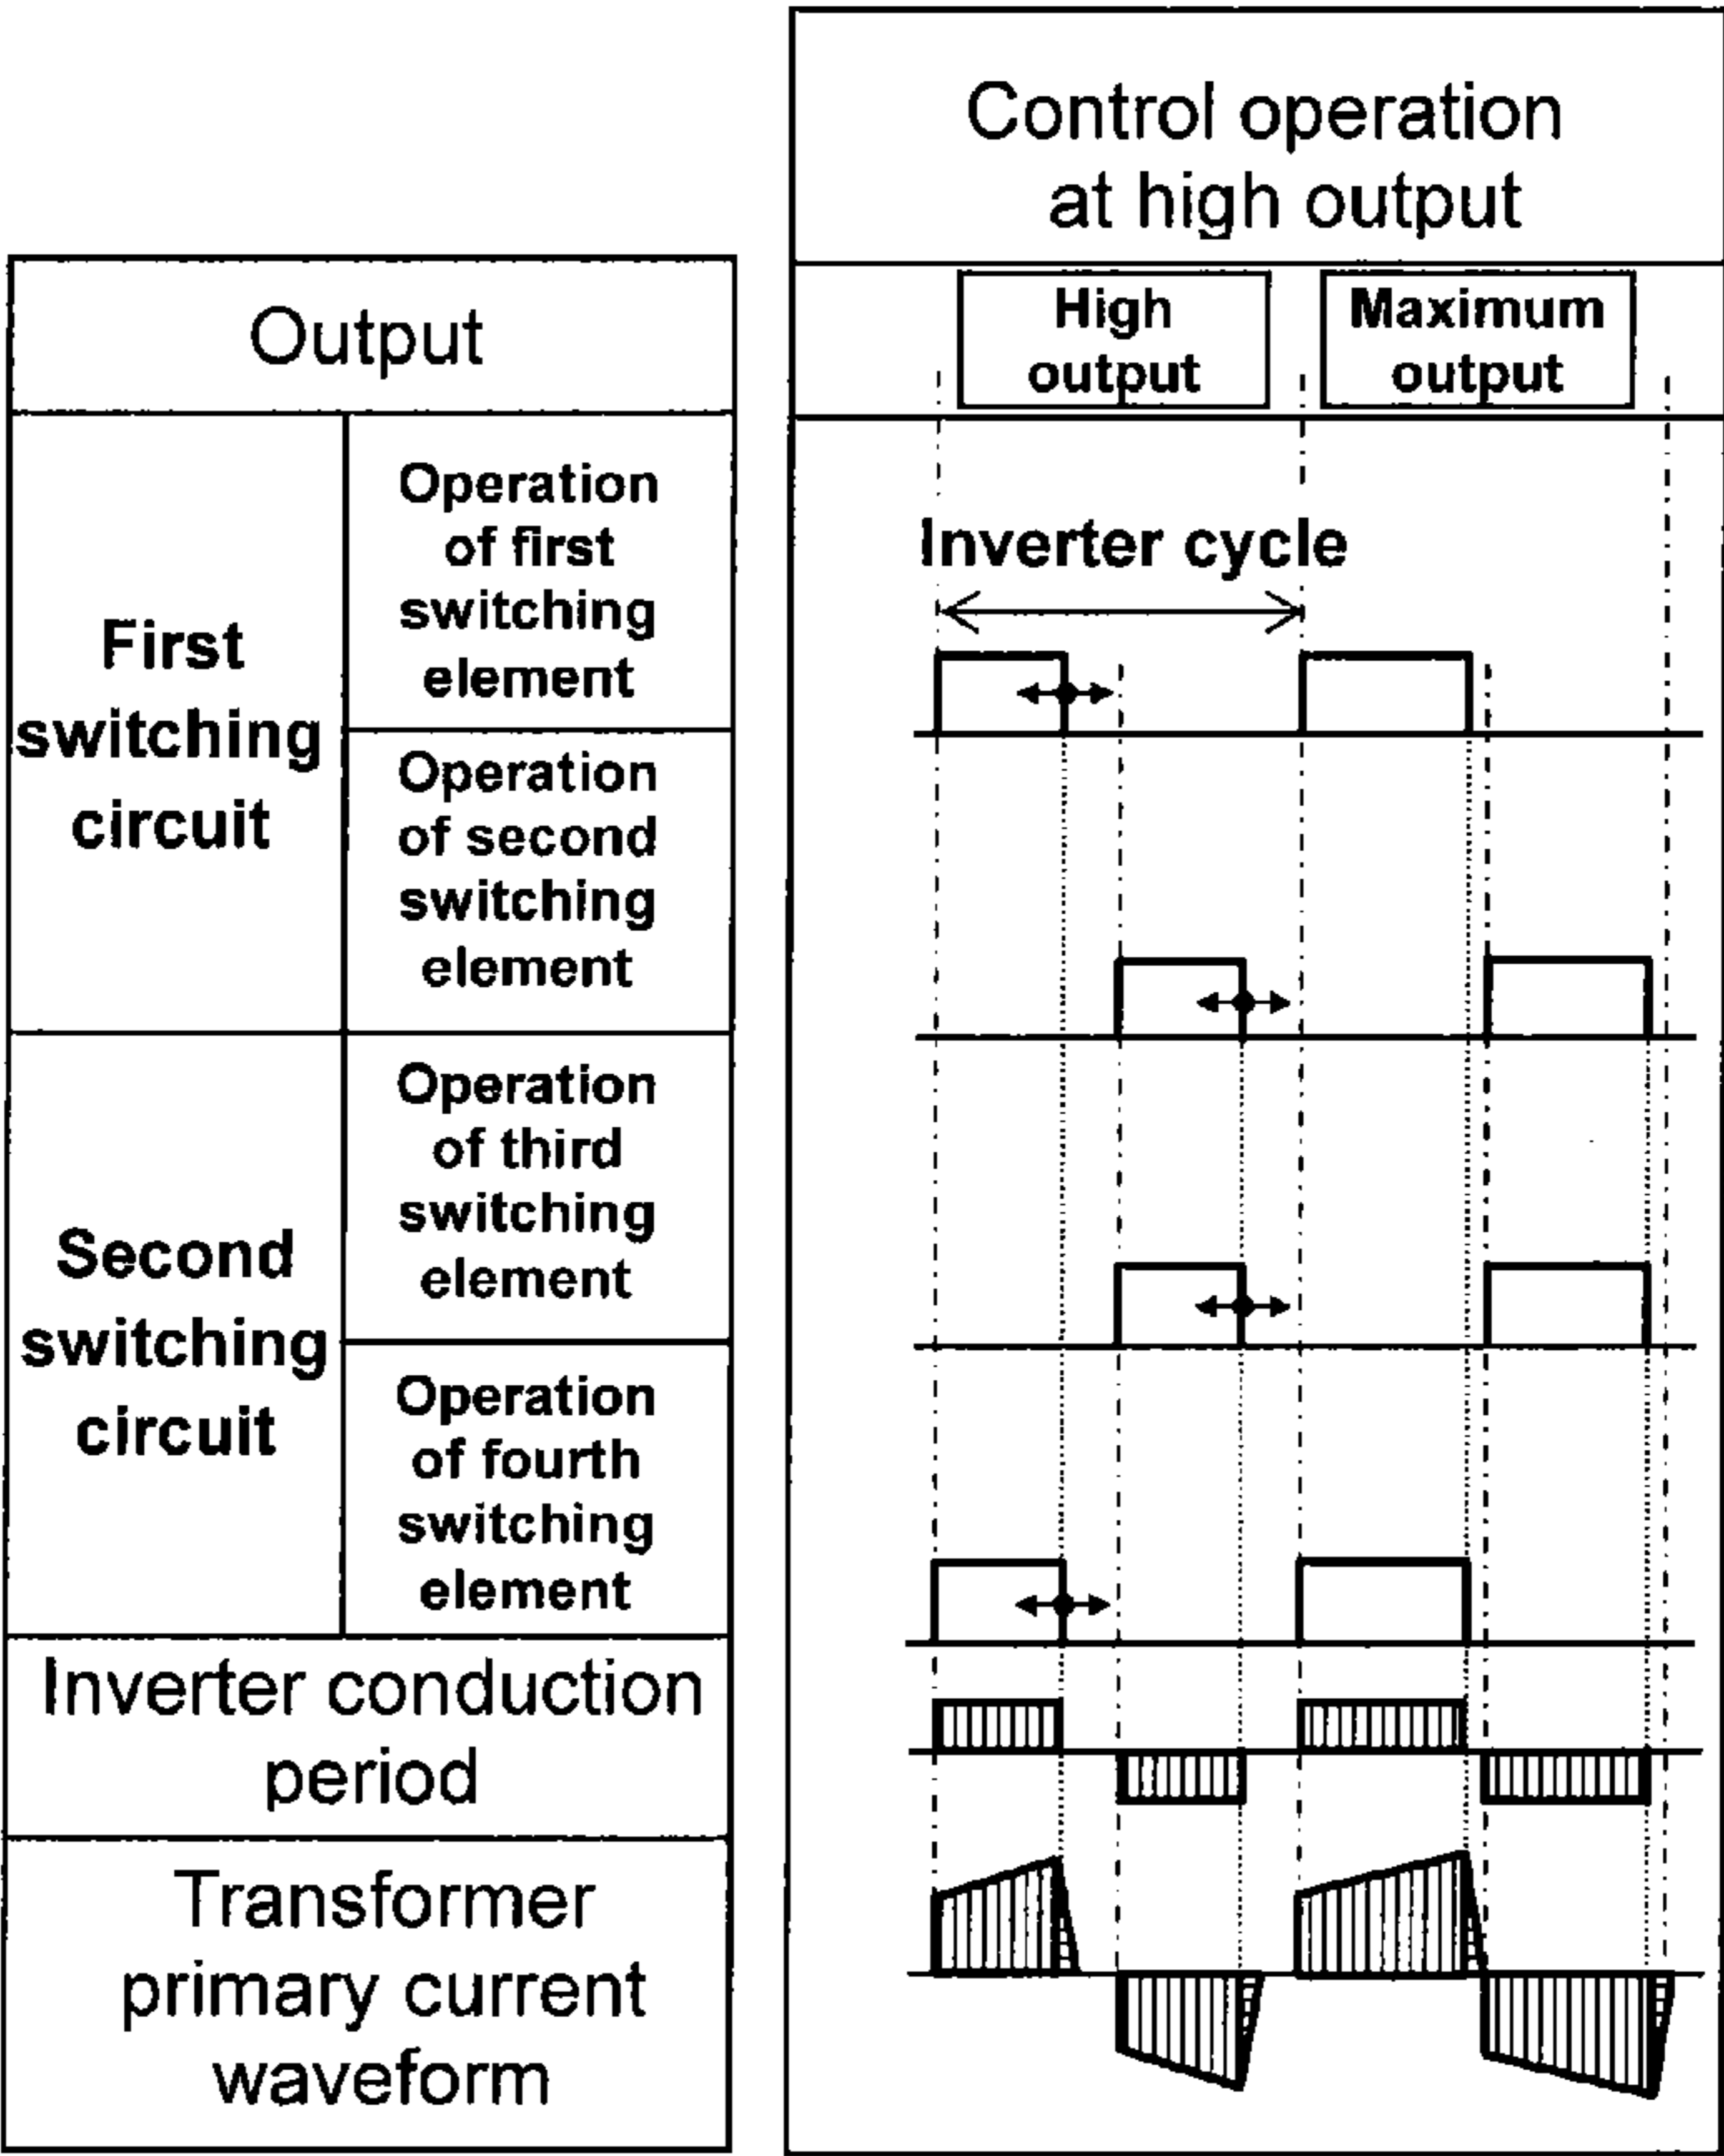 Control operation
at high output
High
output
Maximum
output
Output
First
switching
circuit
Operation
of first
switching
element
Inverter cycle
Operation
of second
switching
element
Second
switching
circuit
Operation
of third
switching
element
Operation
of fourth
switching
element
Inverter conduction
period
Transformer
primary current
waveform